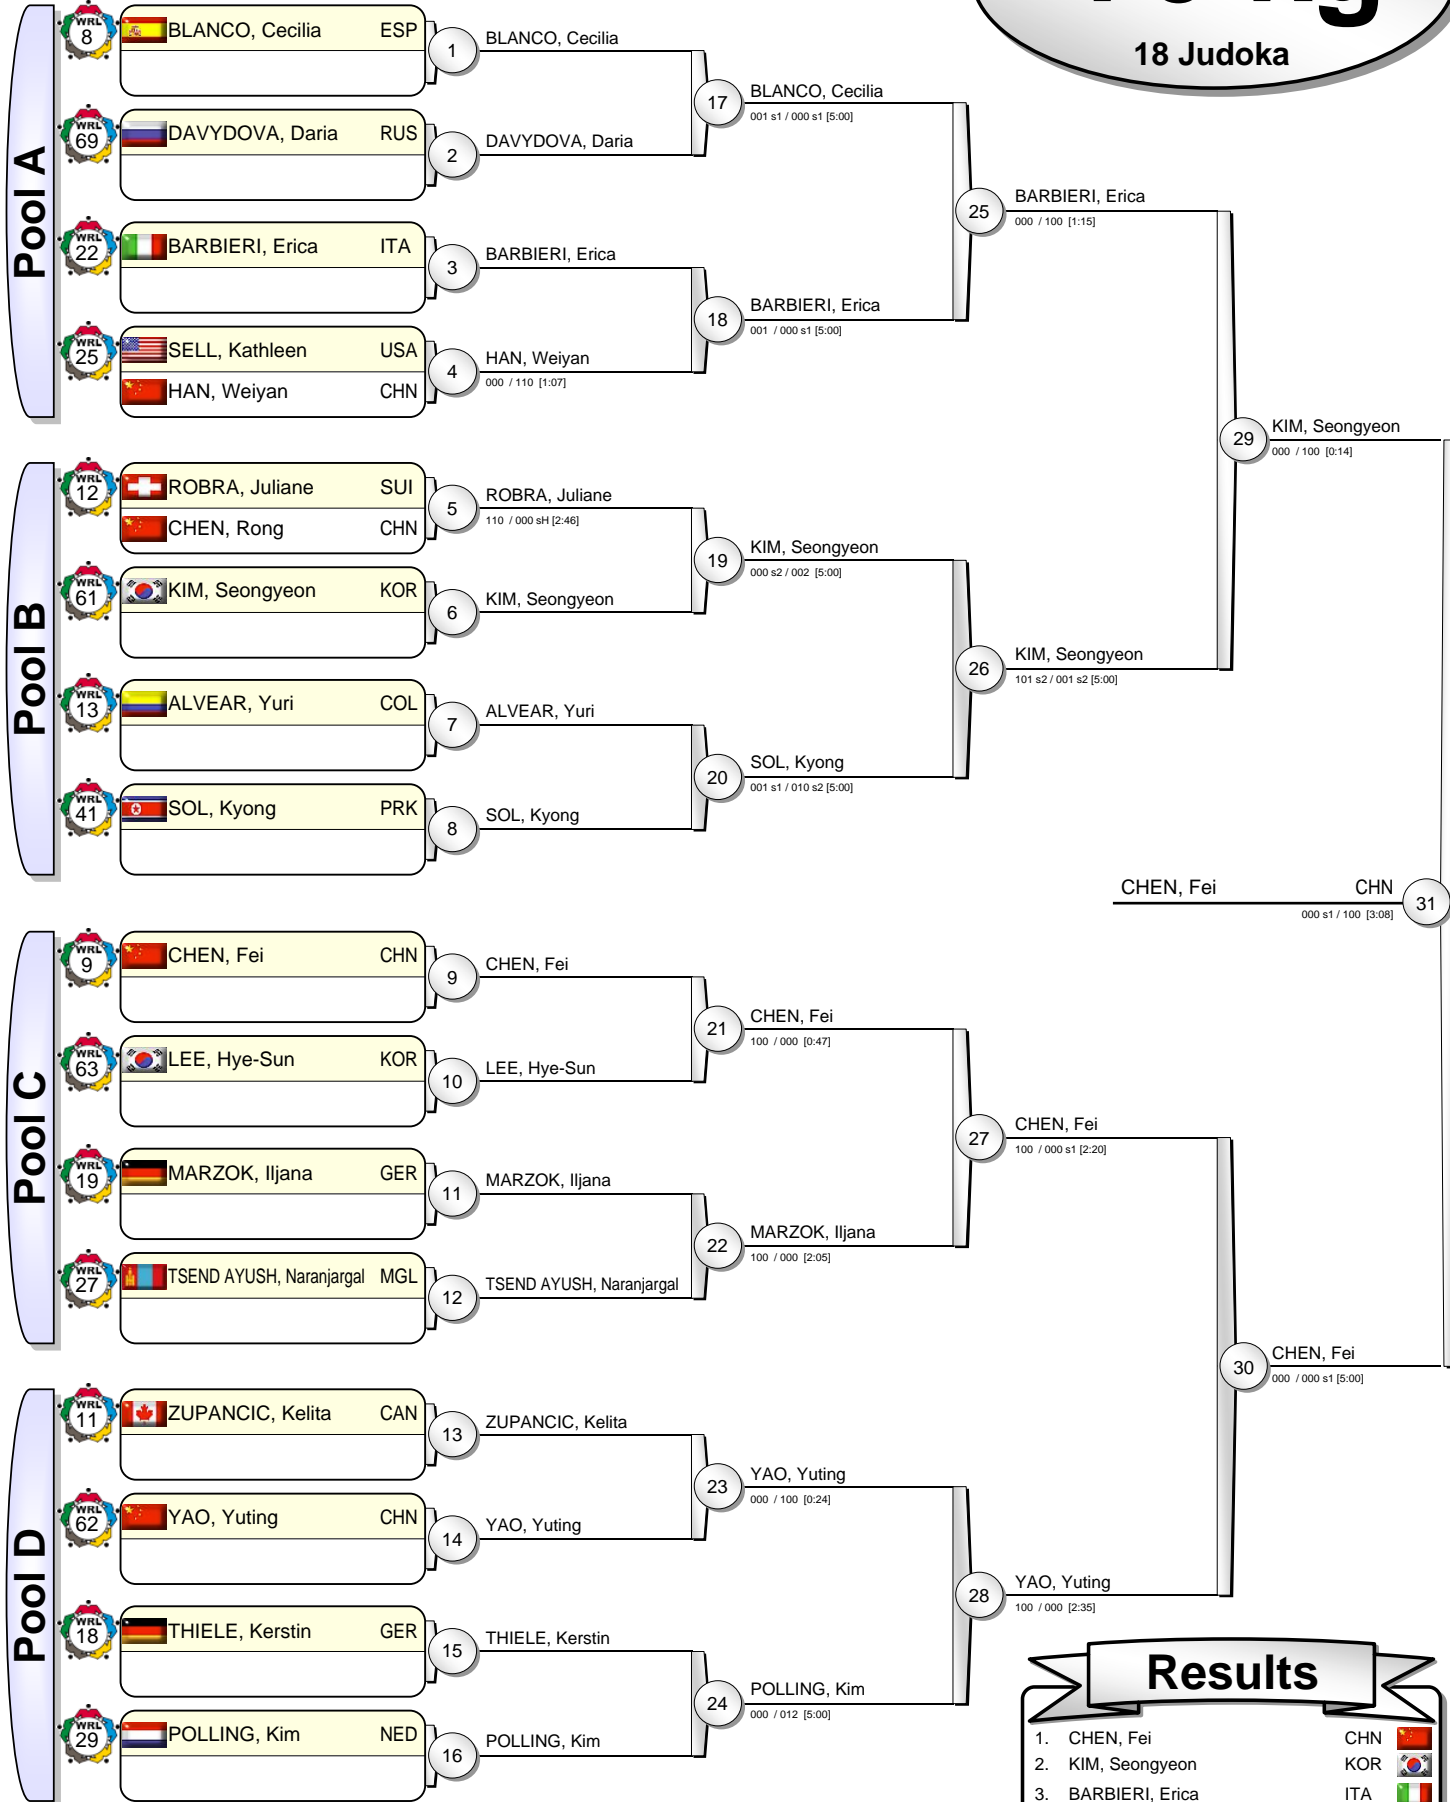 18 Judoka
Pool A
WRL 8
BLANCO, Cecilia ESP
WRL 69
DAVYDOVA, Daria RUS
WRL 22
BARBIERI, Erica ITA
WRL 25
SELL, Kathleen USA
HAN, Weiyan CHN
1
BLANCO, Cecilia
2
DAVYDOVA, Daria
3
BARBIERI, Erica
4
HAN, Weiyan
000 / 110 [1:07]
17
BLANCO, Cecilia
001 s1 / 000 s1 [5:00]
18
BARBIERI, Erica
001 / 000 s1 [5:00]
25
BARBIERI, Erica
000 / 100 [1:15]
Pool B
WRL 12
ROBRA, Juliane SUI
CHEN, Rong CHN
WRL 61
KIM, Seongyeon KOR
WRL 13
ALVEAR, Yuri COL
WRL 41
SOL, Kyong PRK
5
ROBRA, Juliane
110 / 000 sH [2:46]
6
KIM, Seongyeon
7
ALVEAR, Yuri
8
SOL, Kyong
19
KIM, Seongyeon
000 s2 / 002 [5:00]
20
SOL, Kyong
001 s1 / 010 s2 [5:00]
26
KIM, Seongyeon
101 s2 / 001 s2 [5:00]
29
KIM, Seongyeon
000 / 100 [0:14]
CHEN, Fei CHN
000 s1 / 100 [3:08]
31
Pool C
WRL 9
CHEN, Fei CHN
WRL 63
LEE, Hye-Sun KOR
WRL 19
MARZOK, Iljana GER
WRL 27
TSEND AYUSH, Naranjargal MGL
9
CHEN, Fei
10
LEE, Hye-Sun
11
MARZOK, Iljana
12
TSEND AYUSH, Naranjargal
21
CHEN, Fei
100 / 000 [0:47]
22
MARZOK, Iljana
100 / 000 [2:05]
27
CHEN, Fei
100 / 000 s1 [2:20]
30
CHEN, Fei
000 / 000 s1 [5:00]
Pool D
WRL 11
ZUPANCIC, Kelita CAN
WRL 62
YAO, Yuting CHN
WRL 18
THIELE, Kerstin GER
WRL 29
POLLING, Kim NED
13
ZUPANCIC, Kelita
14
YAO, Yuting
15
THIELE, Kerstin
16
POLLING, Kim
23
YAO, Yuting
000 / 100 [0:24]
24
POLLING, Kim
000 / 012 [5:00]
28
YAO, Yuting
100 / 000 [2:35]
Results
1. CHEN, Fei CHN
2. KIM, Seongyeon KOR
3. BARBIERI, Erica ITA